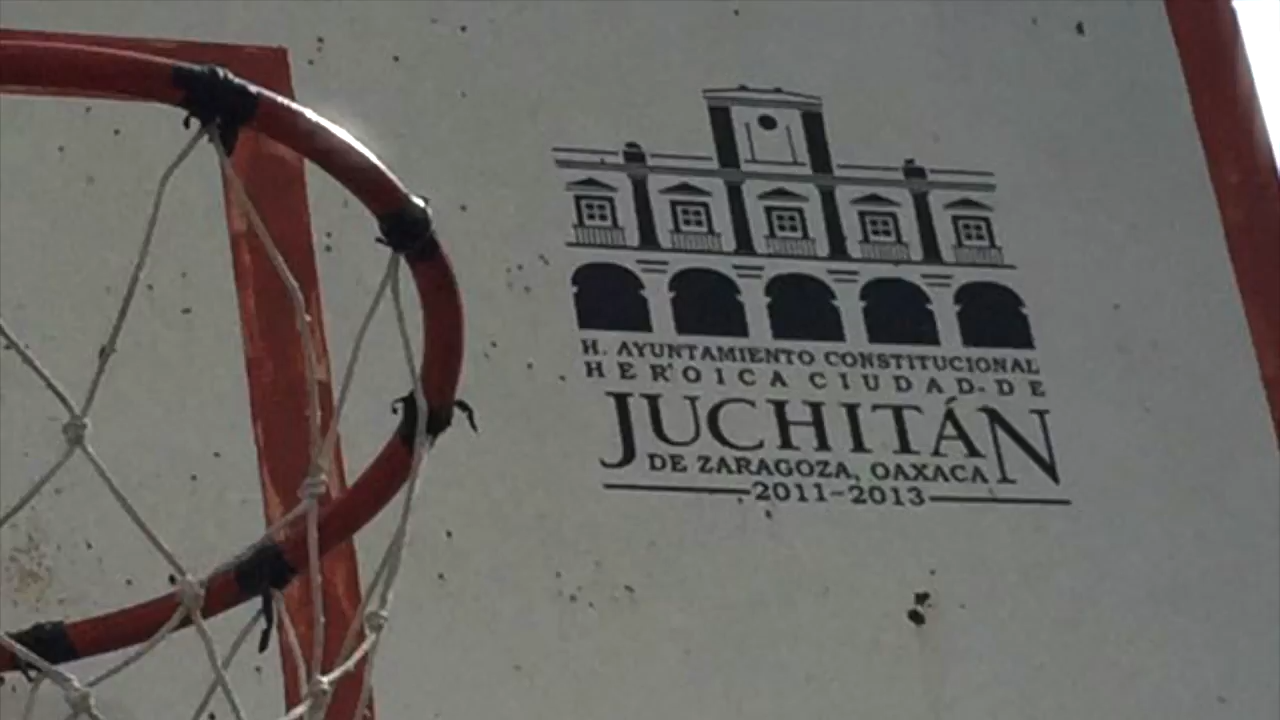 H. AYUNTAMIENTO CONSTITUCIONAL
HEROICA CIUDAD DE
JUCHITÁN
DE ZARAGOZA, OAXACA
2011-2013